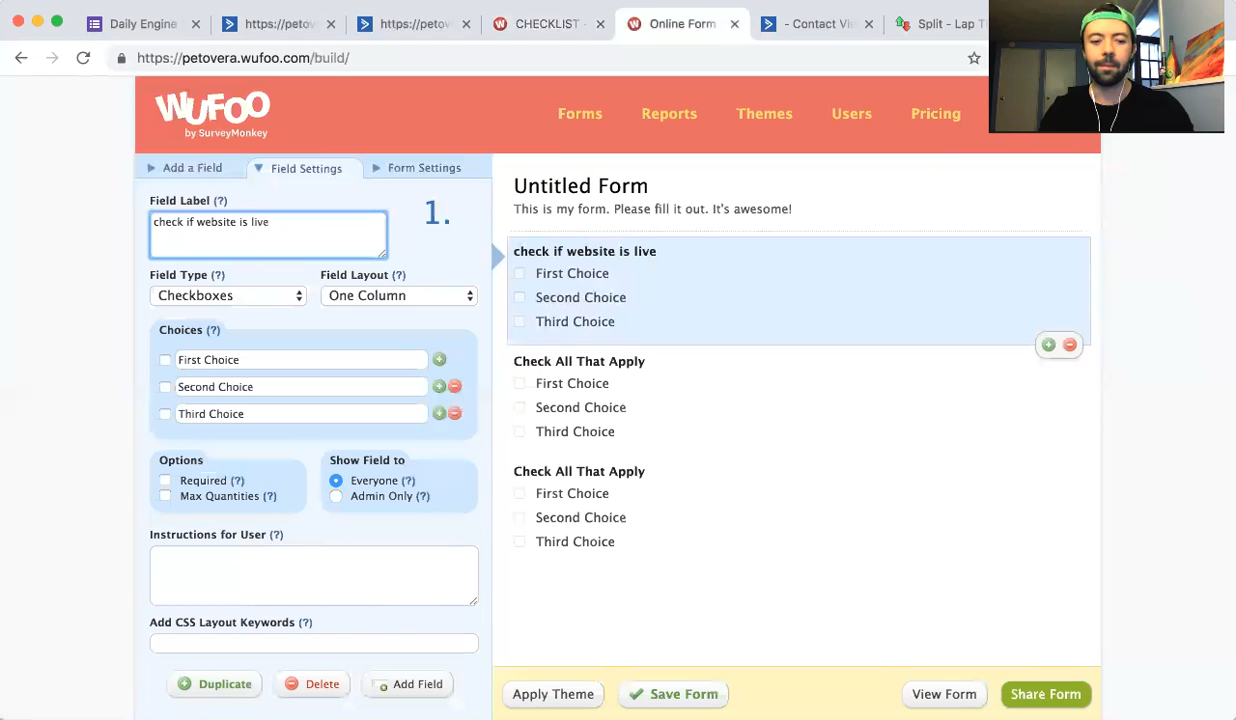 Daily Engine
https://petov
https://petov
CHECKLIST -
Online Form
- Contact Vi
Split - Lap T
https://petovera.wufoo.com/build/
WUFOO
by SurveyMonkey
Forms Reports Themes Users Pricing
Add a Field Field Settings Form Settings
Field Label (?)
check if website is live
1.
Field Type (?) Field Layout (?)
Checkboxes One Column
Choices (?)
First Choice
Second Choice
Third Choice
Options Show Field to
Required (?) Everyone (?)
Max Quantities (?) Admin Only (?)
Instructions for User (?)
Add CSS Layout Keywords (?)
Duplicate Delete Add Field
Untitled Form
This is my form. Please fill it out. It's awesome!
check if website is live
First Choice
Second Choice
Third Choice
Check All That Apply
First Choice
Second Choice
Third Choice
Check All That Apply
First Choice
Second Choice
Third Choice
Apply Theme Save Form View Form Share Form